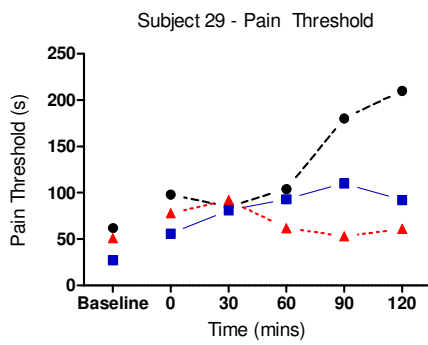 Subject 29 - Pain Threshold
Pain Threshold (s)
250
200
150
100
50
0
Baseline 0 30 60 90 120
Time (mins)